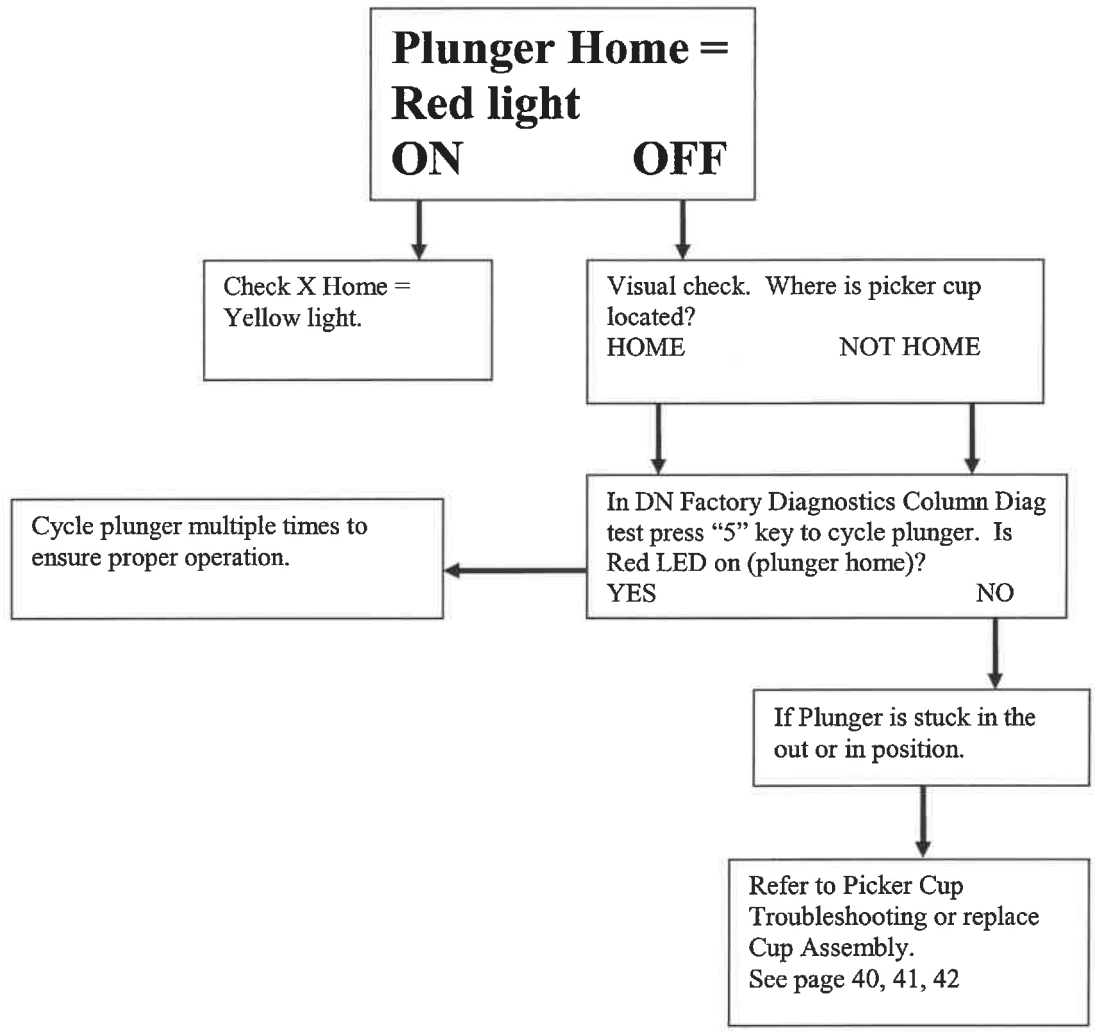 Plunger Home =
Red light
ON OFF
Check X Home =
Yellow light.
Visual check. Where is picker cup
located?
HOME NOT HOME
In DN Factory Diagnostics Column Diag
test press “5” key to cycle plunger. Is
Red LED on (plunger home)?
YES NO
Cycle plunger multiple times to
ensure proper operation.
If Plunger is stuck in the
out or in position.
Refer to Picker Cup
Troubleshooting or replace
Cup Assembly.
See page 40, 41, 42